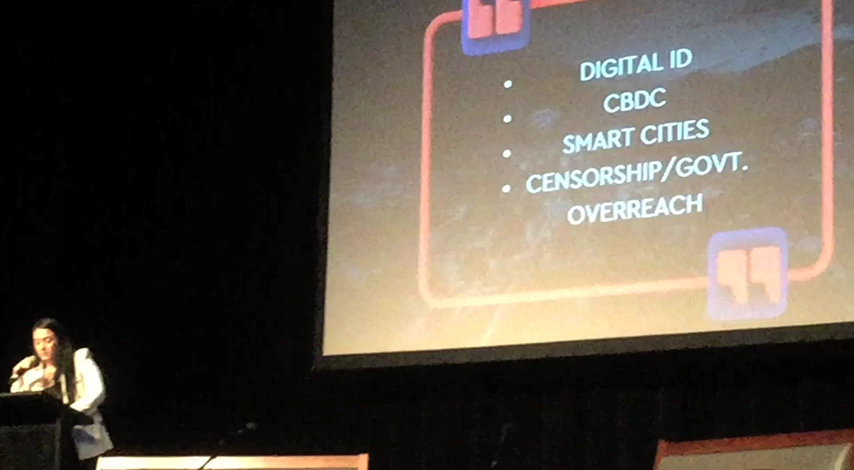 DIGITAL ID
CBDC
SMART CITIES
CENSORSHIP/GOVT.
OVERREACH